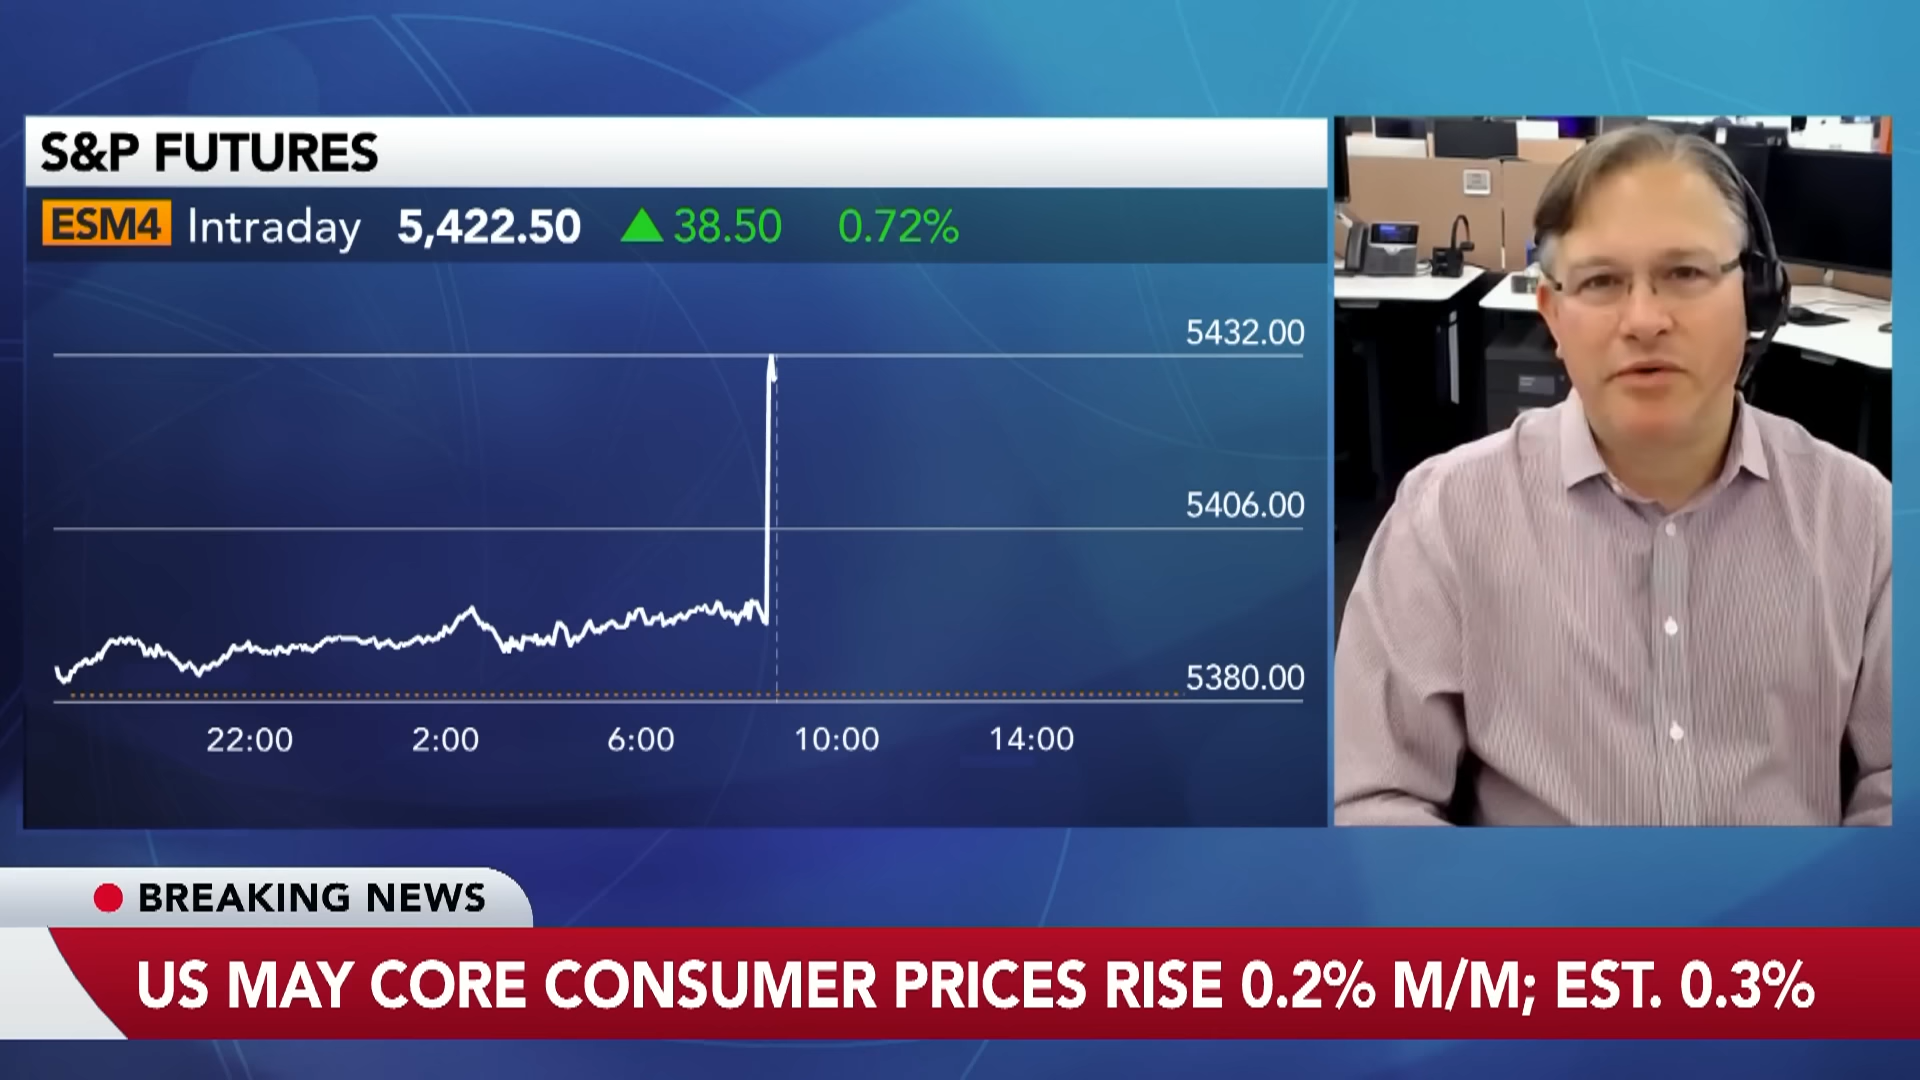 S&P FUTURES
ESM4 Intraday 5,422.50 ▲ 38.50 0.72%
5432.00
5406.00
5380.00
22:00 2:00 6:00 10:00 14:00
BREAKING NEWS
US MAY CORE CONSUMER PRICES RISE 0.2% M/M; EST. 0.3%